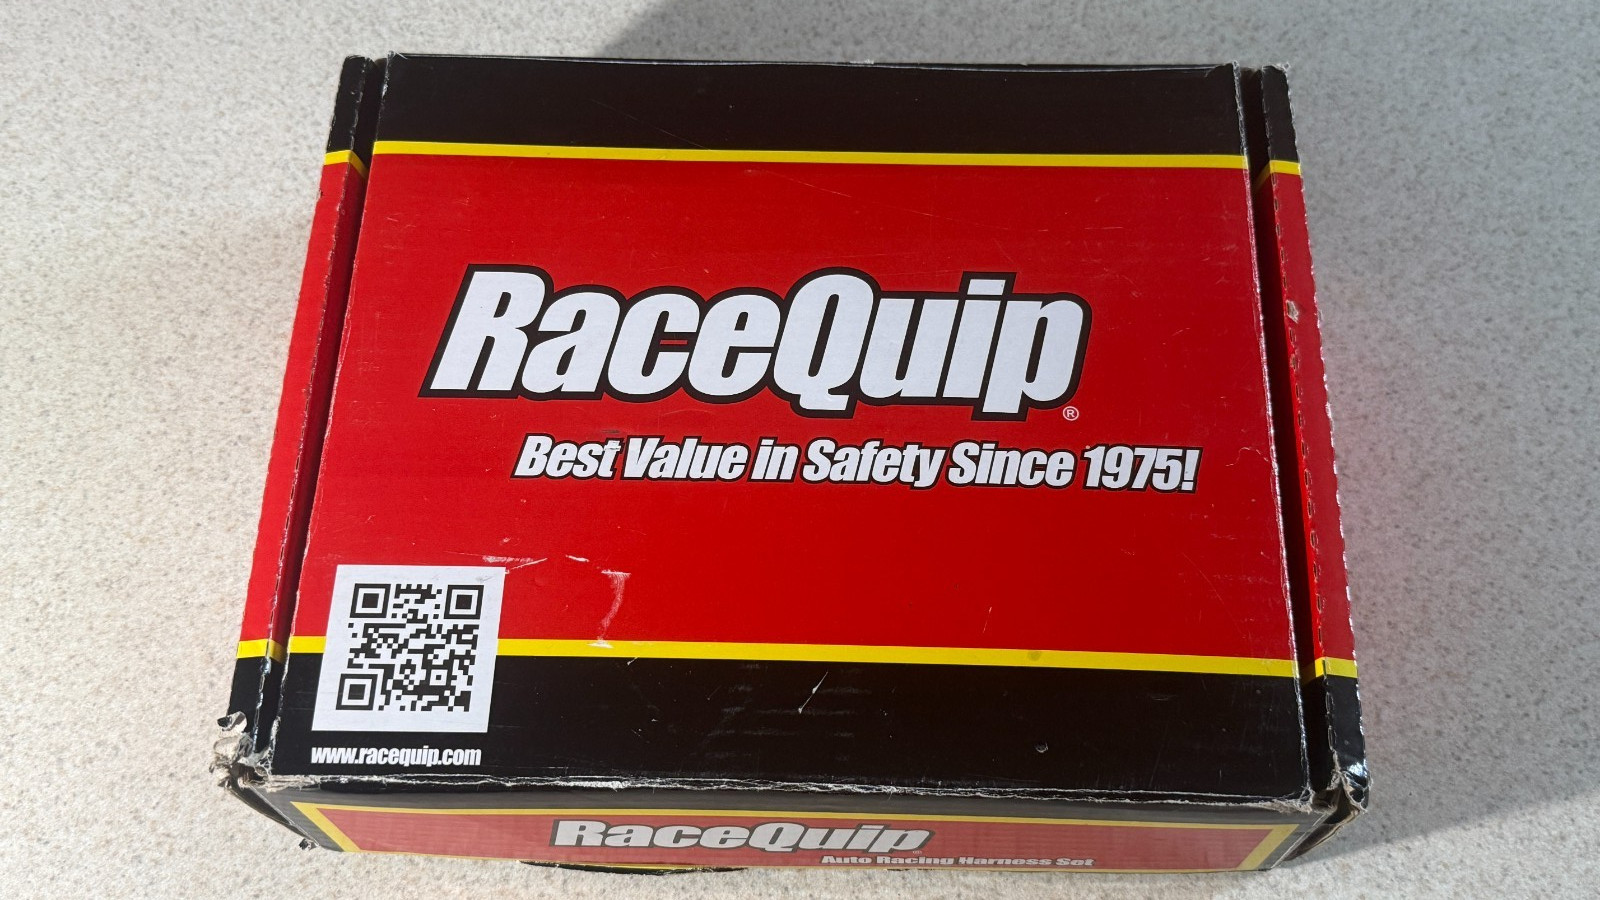 RaceQuip®
Best Value in Safety Since 1975!
www.racequip.com
RaceQuip®
Auto Racing Harness Set